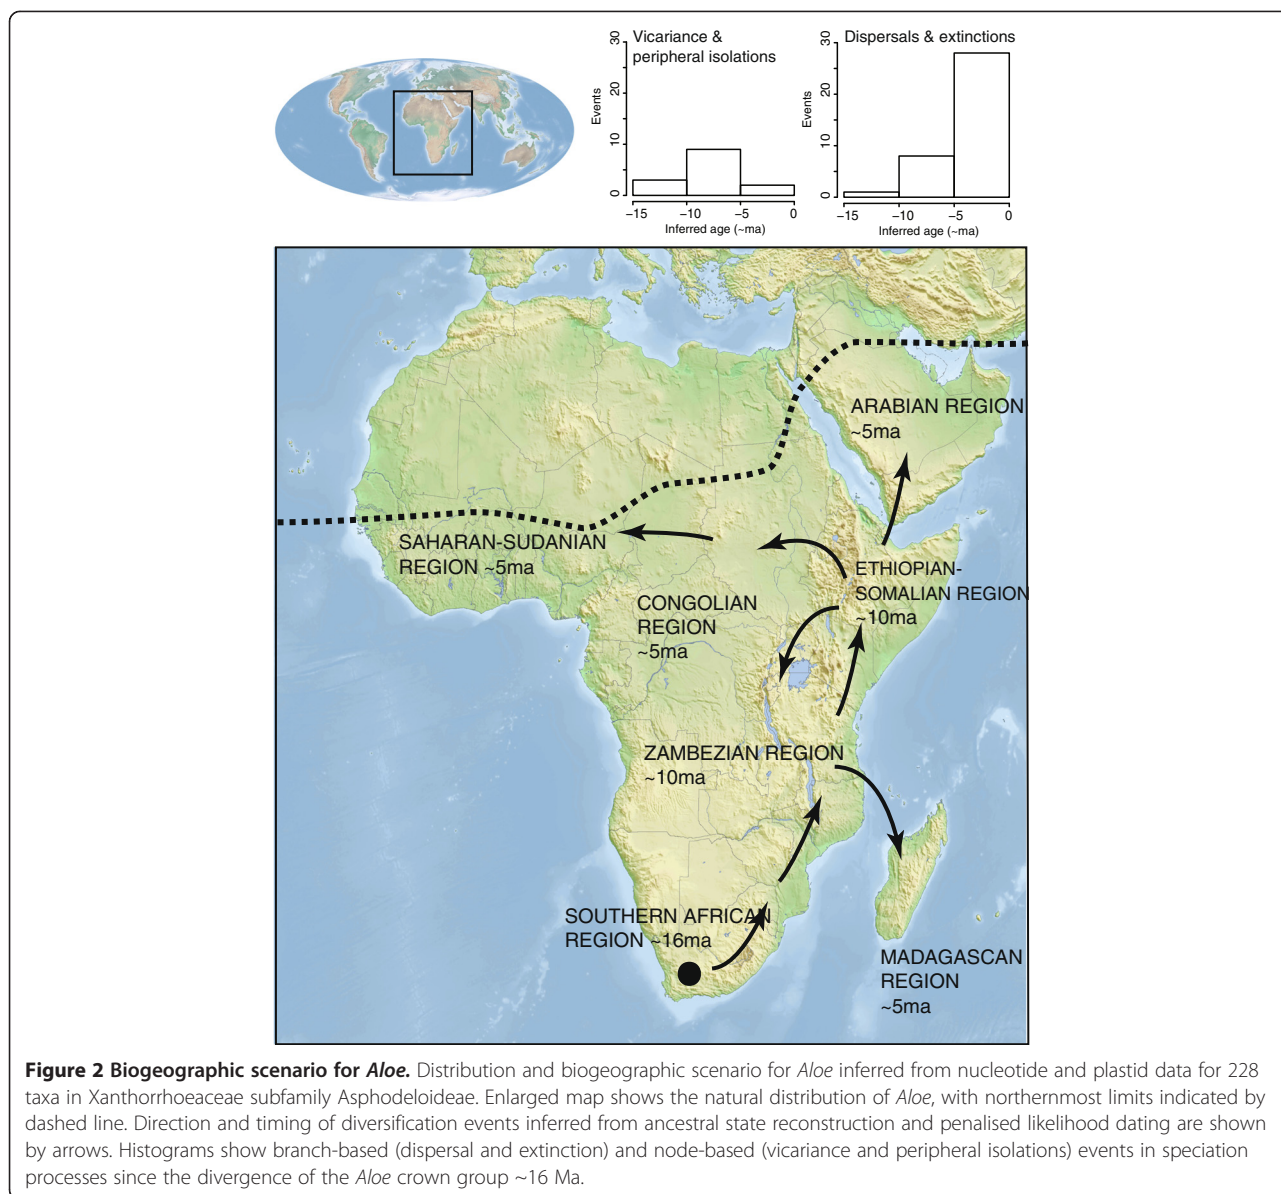 Vicariance &
peripheral isolations
Events
0
10
20
30
−15
−10
−5
0
Inferred age (~ma)
Dispersals & extinctions
Events
0
10
20
30
−15
−10
−5
0
Inferred age (~ma)
ARABIAN REGION
~5ma
SAHARAN-SUDANIAN
REGION ~5ma
ETHIOPIAN-
SOMALIAN REGION
~10ma
CONGOLIAN
REGION
~5ma
ZAMBEZIAN REGION
~10ma
SOUTHERN AFRICAN
REGION ~16ma
MADAGASCAN
REGION
~5ma
Figure 2 Biogeographic scenario for Aloe. Distribution and biogeographic scenario for Aloe inferred from nucleotide and plastid data for 228
taxa in Xanthorrhoeaceae subfamily Asphodeloideae. Enlarged map shows the natural distribution of Aloe, with northernmost limits indicated by
dashed line. Direction and timing of diversification events inferred from ancestral state reconstruction and penalised likelihood dating are shown
by arrows. Histograms show branch-based (dispersal and extinction) and node-based (vicariance and peripheral isolations) events in speciation
processes since the divergence of the Aloe crown group ~16 Ma.